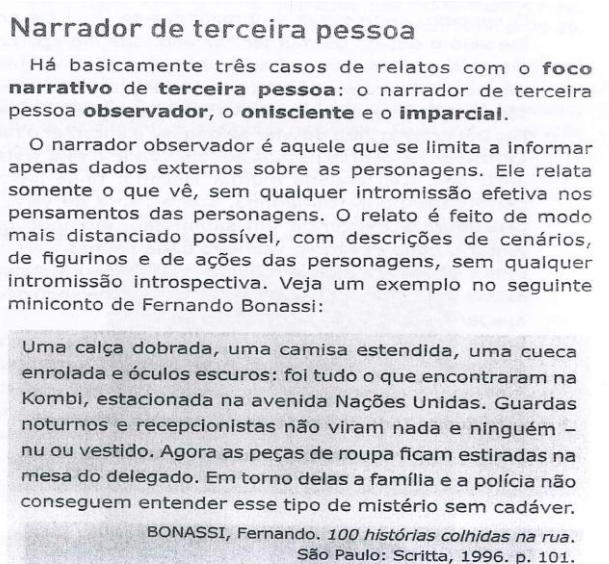 Narrador de terceira pessoa
Há basicamente três casos de relatos com o foco
narrativo de terceira pessoa: o narrador de terceira
pessoa observador, o onisciente e o imparcial.
O narrador observador é aquele que se limita a informar
apenas dados externos sobre as personagens. Ele relata
somente o que vê, sem qualquer intromissão efetiva nos
pensamentos das personagens. O relato é feito de modo
mais distanciado possível, com descrições de cenários,
de figurinos e de ações das personagens, sem qualquer
intromissão introspectiva. Veja um exemplo no seguinte
miniconto de Fernando Bonassi:
Uma calça dobrada, uma camisa estendida, uma cueca
enrolada e óculos escuros: foi tudo o que encontraram na
Kombi, estacionada na avenida Nações Unidas. Guardas
noturnos e recepcionistas não viram nada e ninguém –
nu ou vestido. Agora as peças de roupa ficam estiradas na
mesa do delegado. Em torno delas a família e a polícia não
conseguem entender esse tipo de mistério sem cadáver.
BONASSI, Fernando. 100 histórias colhidas na rua.
São Paulo: Scritta, 1996. p. 101.